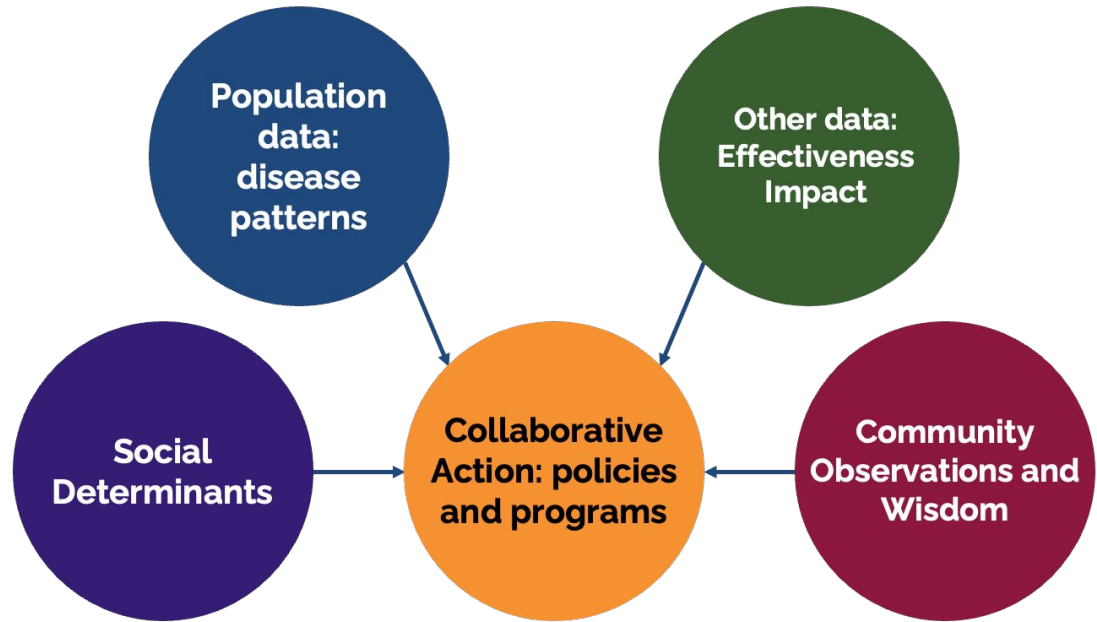 Population
data:
disease
patterns
Other data:
Effectiveness
Impact
Social
Determinants
Collaborative
Action: policies
and programs
Community
Observations and
Wisdom